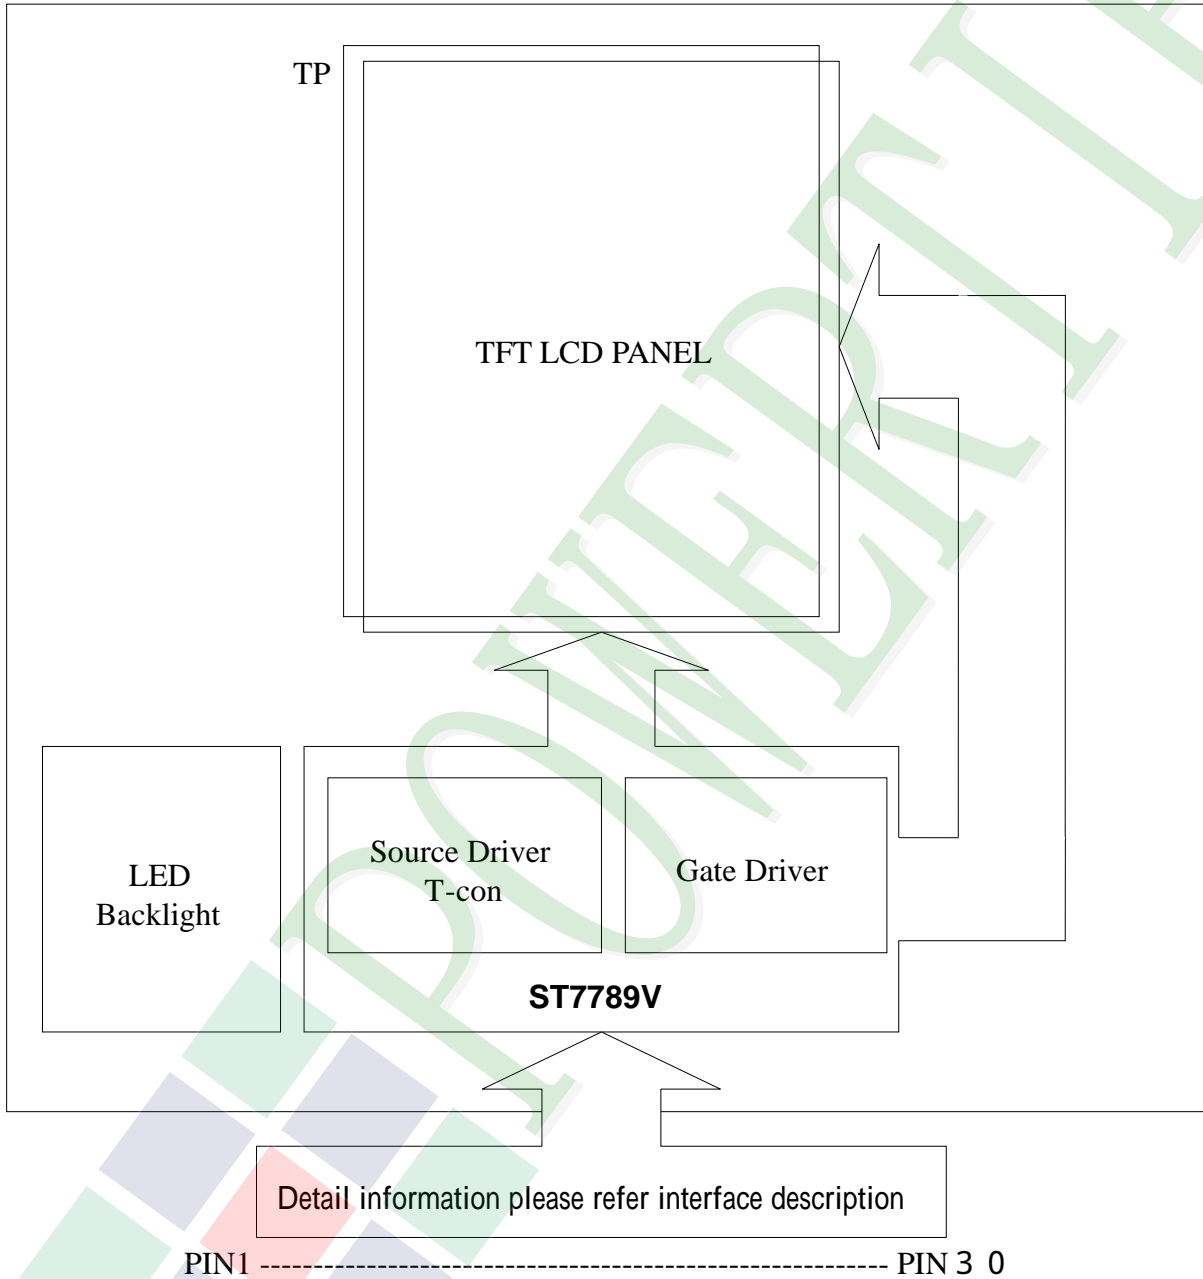 TP
TFT LCD PANEL
LED
Backlight
Source Driver
T-con
Gate Driver
ST7789V
Detail information please refer interface description
PIN1 ----------------------------------------------------------- PIN 3 0
POWERTI